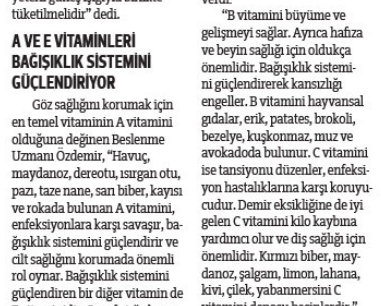 tüketilmelidir” dedi.
A VE E VİTAMİNLERİ
BAĞIŞIKLIK SİSTEMİNİ
GÜÇLENDİRİYOR
Göz sağlığını korumak için
en temel vitaminin A vitamini
olduğuna değinen Beslenme
Uzmanı Özdemir, “Havuç,
maydanoz, dereotu, ısırgan otu,
pazı, taze nane, sarı biber, kayısı
ve rokada bulunan A vitamini,
enfeksiyonlara karşı savaşır, ba-
ğışıklık sistemini güçlendirir ve
cilt sağlığını korumada önemli
rol oynar. Bağışıklık sistemini
güçlendiren bir diğer vitamin de
“B vitamini büyüme ve
gelişmeyi sağlar. Ayrıca hafıza
ve beyin sağlığı için oldukça
önemlidir. Bağışıklık sistemi-
ni güçlendirerek kansızlığı
engeller. B vitamini hayvansal
gıdalar, erik, patates, brokoli,
bezelye, kuşkonmaz, muz ve
avokadoda bulunur. C vitamini
ise tansiyonu düzenler, enfeksi-
yon hastalıklarına karşı koruyu-
cudur. Demir eksikliğine de iyi
gelen C vitamini kilo kaybına
yardımcı olur ve diş sağlığı için
önemlidir. Kırmızı biber, may-
danoz, şalgam, limon, lahana,
kivi, çilek, yabanmersini C